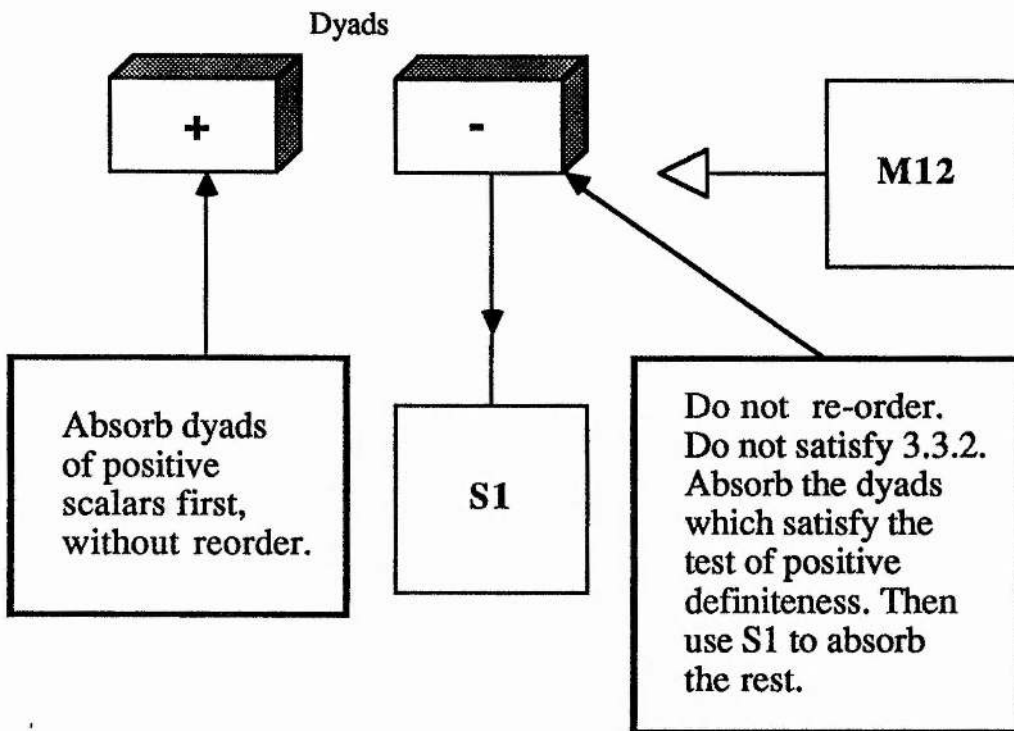 Dyads
+
-
M12
Absorb dyads
of positive
scalars first,
without reorder.
S1
Do not re-order.
Do not satisfy 3.3.2.
Absorb the dyads
which satisfy the
test of positive
definiteness. Then
use S1 to absorb
the rest.